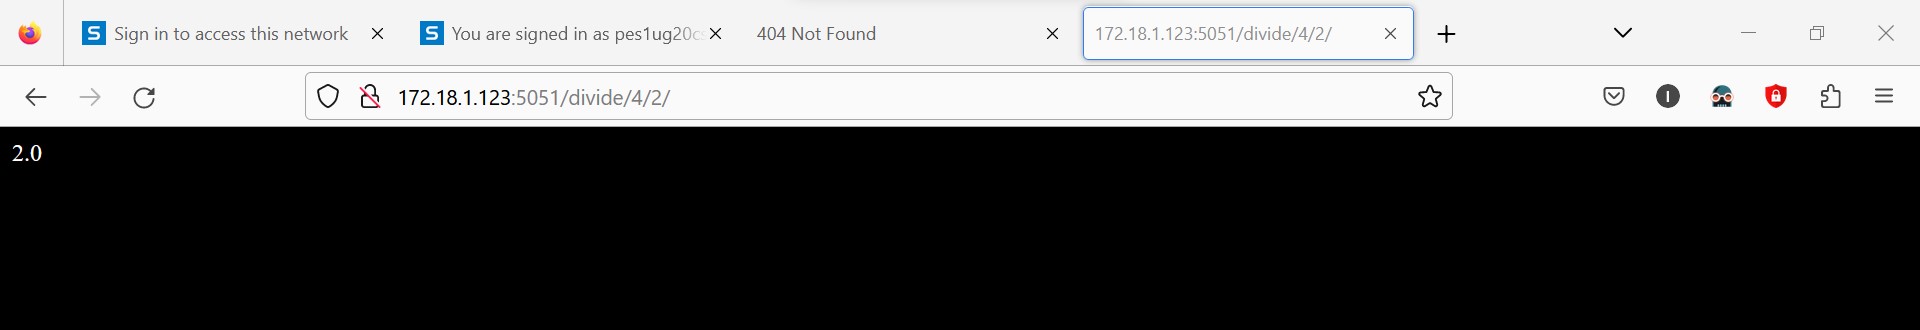 Sign in to access this network
You are signed in as pes1ug20cs
404 Not Found
172.18.1.123:5051/divide/4/2/
172.18.1.123:5051/divide/4/2/
2.0